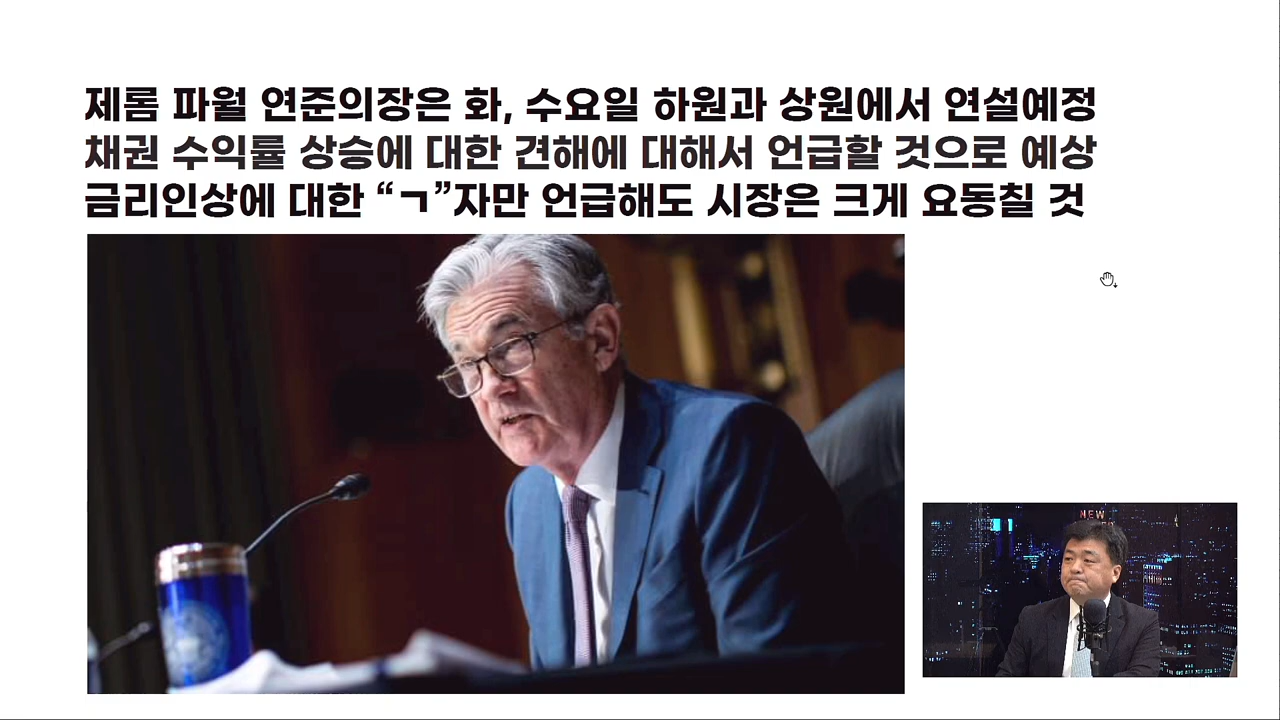 제롬 파월 연준의장은 화, 수요일 하원과 상원에서 연설예정
채권 수익률 상승에 대한 견해에 대해서 언급할 것으로 예상
금리인상에 대한 “ㄱ”자만 언급해도 시장은 크게 요동칠 것
NEW